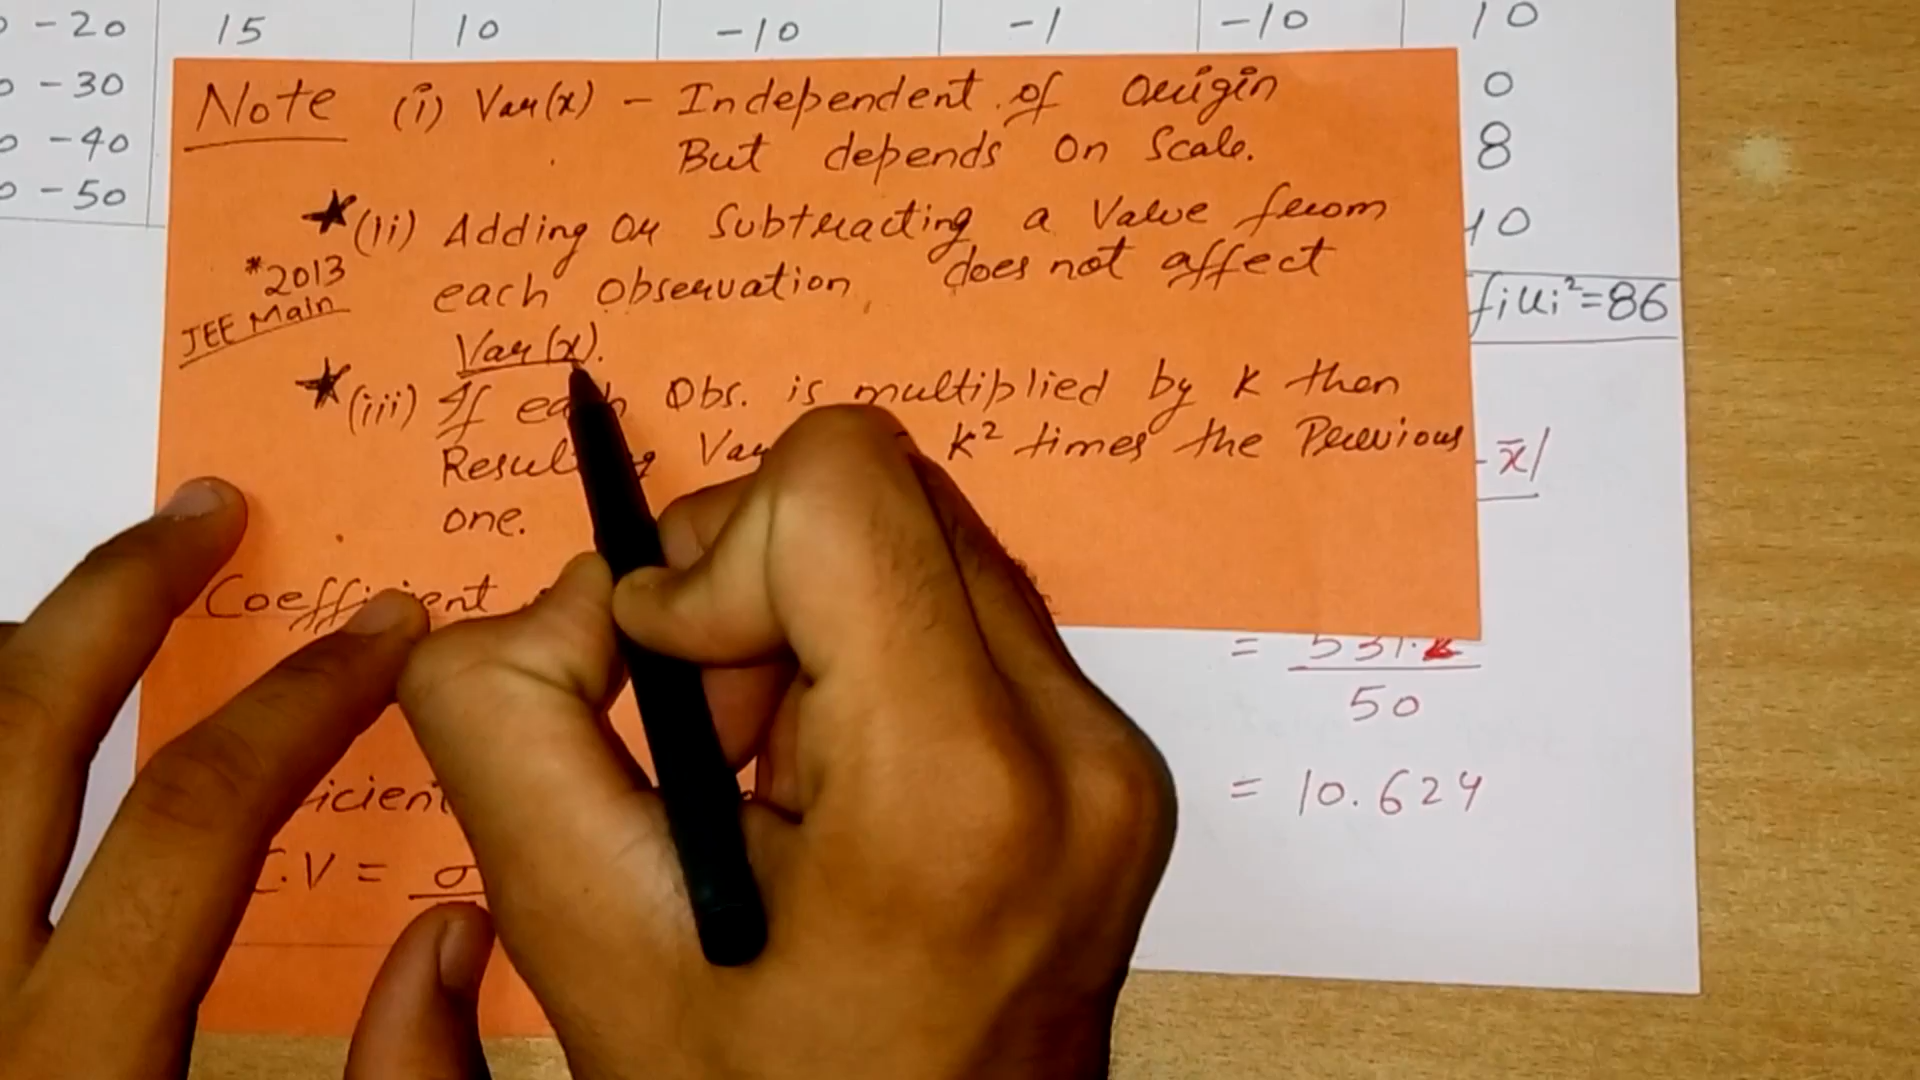 -20 15 10 -10 -1 -10 10
-30 0
-40 8
-50 10
fiui²=86
Note (i) Var(x) - Independent of origin
But depends on Scale.
★(ii) Adding or Subtracting a Value from
each observation, does not affect
Var(x).
*2013
JEE Main
★(iii) If each Obs. is multiplied by K then
Resulting K² times the Previous
one.
Coefficient
C.V = σ
- x̄|
=
50
= 10.624